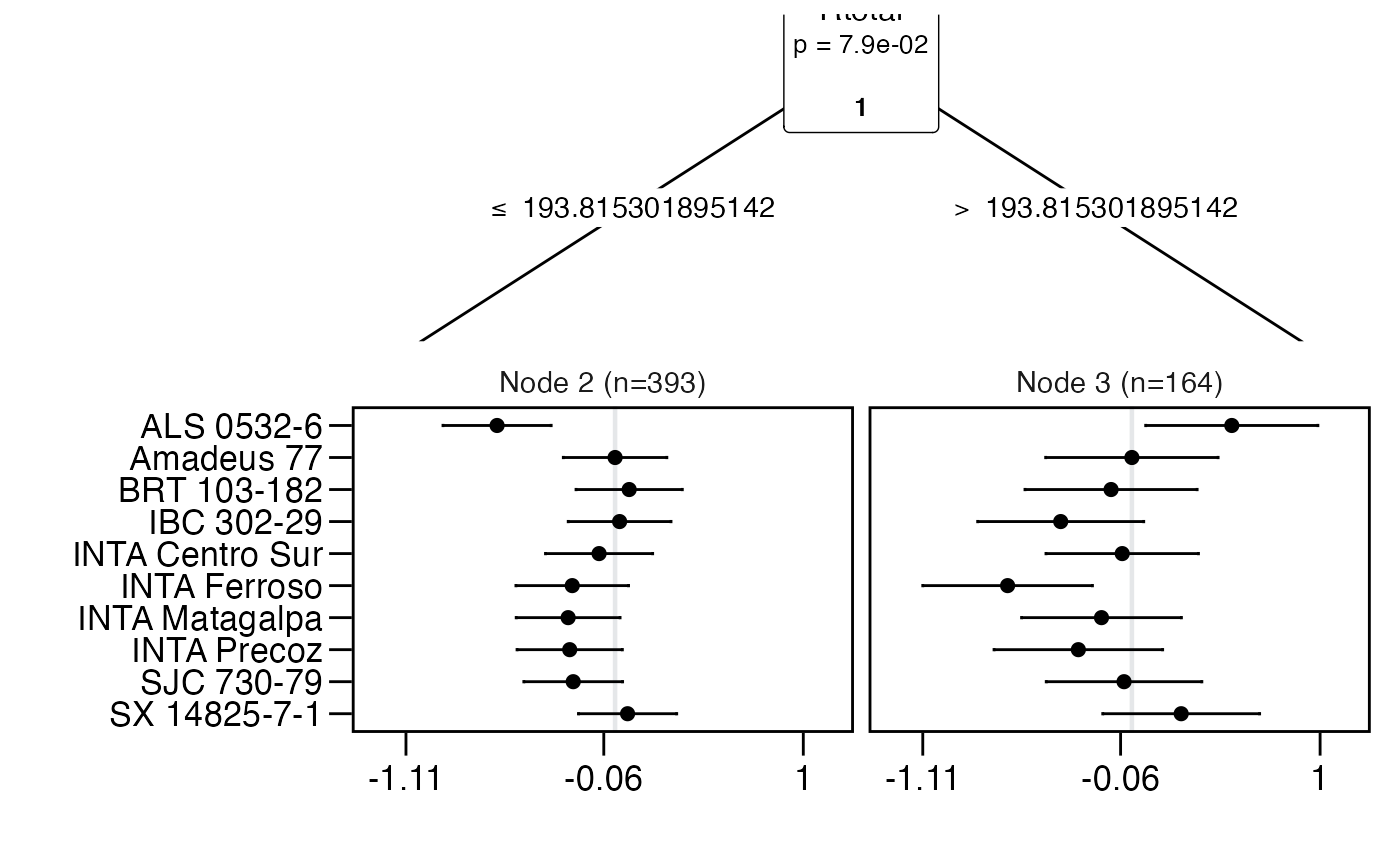 p = 7.9e-02
1
≤ 193.815301895142
> 193.815301895142
Node 2 (n=393)
Node 3 (n=164)
ALS 0532-6
Amadeus 77
BRT 103-182
IBC 302-29
INTA Centro Sur
INTA Ferroso
INTA Matagalpa
INTA Precoz
SJC 730-79
SX 14825-7-1
-1.11
-0.06
1
-1.11
-0.06
1